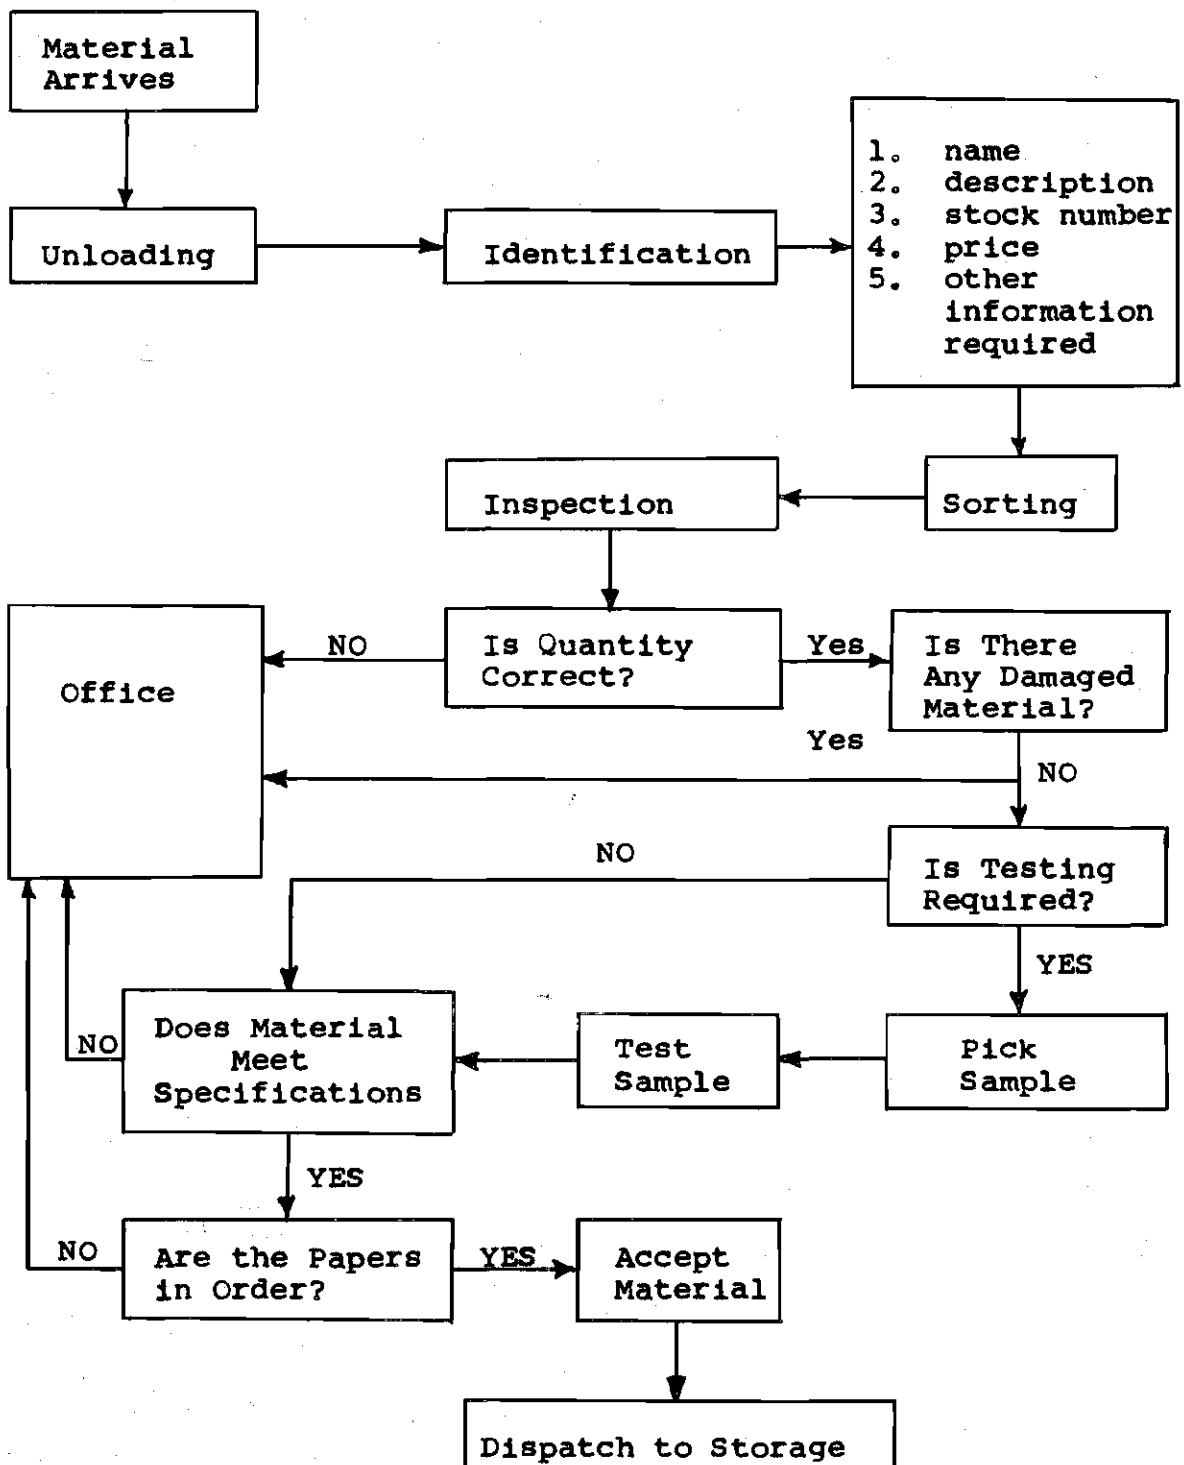 Material
Arrives
Unloading
Identification
1. name
2. description
3. stock number
4. price
5. other
information
required
Inspection
Sorting
Office
NO
Is Quantity
Correct?
Yes
Is There
Any Damaged
Material?
Yes
NO
NO
Is Testing
Required?
YES
NO
Does Material
Meet
Specifications
Test
Sample
Pick
Sample
YES
NO
Are the Papers
in Order?
YES
Accept
Material
Dispatch to Storage